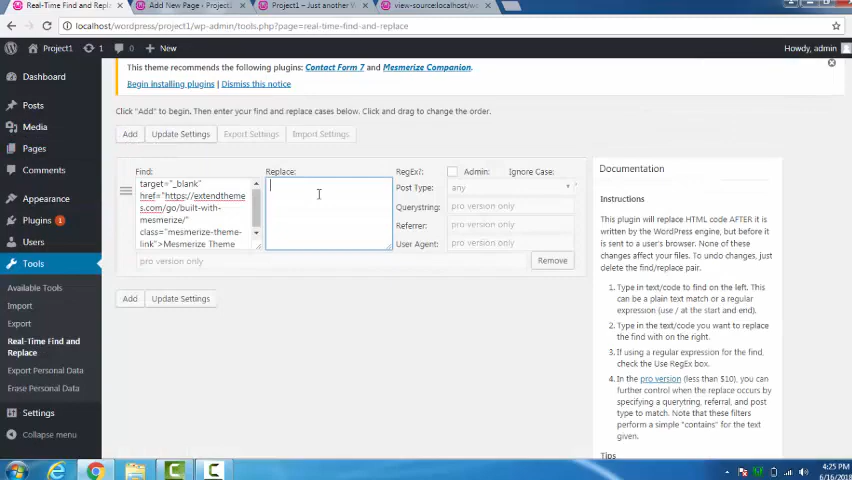 Real-Time Find and Replac
Add New Page ‹ Project1 –
Project1 – Just another W
view-source:localhost/wo
localhost/wordpress/project1/wp-admin/tools.php?page=real-time-find-and-replace
Project1
1
0
New
Howdy, admin
This theme recommends the following plugins: Contact Form 7 and Mesmerize Companion.
Begin installing plugins | Dismiss this notice
Dashboard
Posts
Media
Pages
Comments
Appearance
Plugins 1
Users
Tools
Available Tools
Import
Export
Real-Time Find and
Replace
Export Personal Data
Erase Personal Data
Settings
Collapse menu
Click "Add" to begin. Then enter your find and replace cases below. Click and drag to change the order.
Add
Update Settings
Export Settings
Import Settings
Find:
target="_blank"
href="https://extendtheme
s.com/go/built-with-
mesmerize/"
class="mesmerize-theme-
link">Mesmerize Theme
Replace:
RegEx?:
Admin:
Ignore Case:
Post Type:
any
Querystring:
pro version only
Referrer:
pro version only
User Agent:
pro version only
pro version only
Remove
Add
Update Settings
Documentation
Instructions
This plugin will replace HTML code AFTER it is
written by the WordPress engine, but before it
is sent to a user's browser. None of these
changes affect your files. To undo changes, just
delete the find/replace pair.
1. Type in text/code to find on the left. This
can be a plain text match or a regular
expression (use / at the start and end).
2. Type in the text/code you want to replace
the find with on the right.
3. If using a regular expression for the find,
check the Use RegEx box.
4. In the pro version (less than $10), you can
further control when the replace occurs by
specifying a querystring, referral, and post
type to match. Note that these filters
perform a simple "contains" for the text
given.
Tips
4:25 PM
6/16/2018